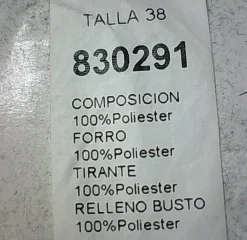 TALLA 38
830291
COMPOSICION
100%Poliester
FORRO
100%Poliester
TIRANTE
100%Poliester
RELLENO BUSTO
100%Poliester